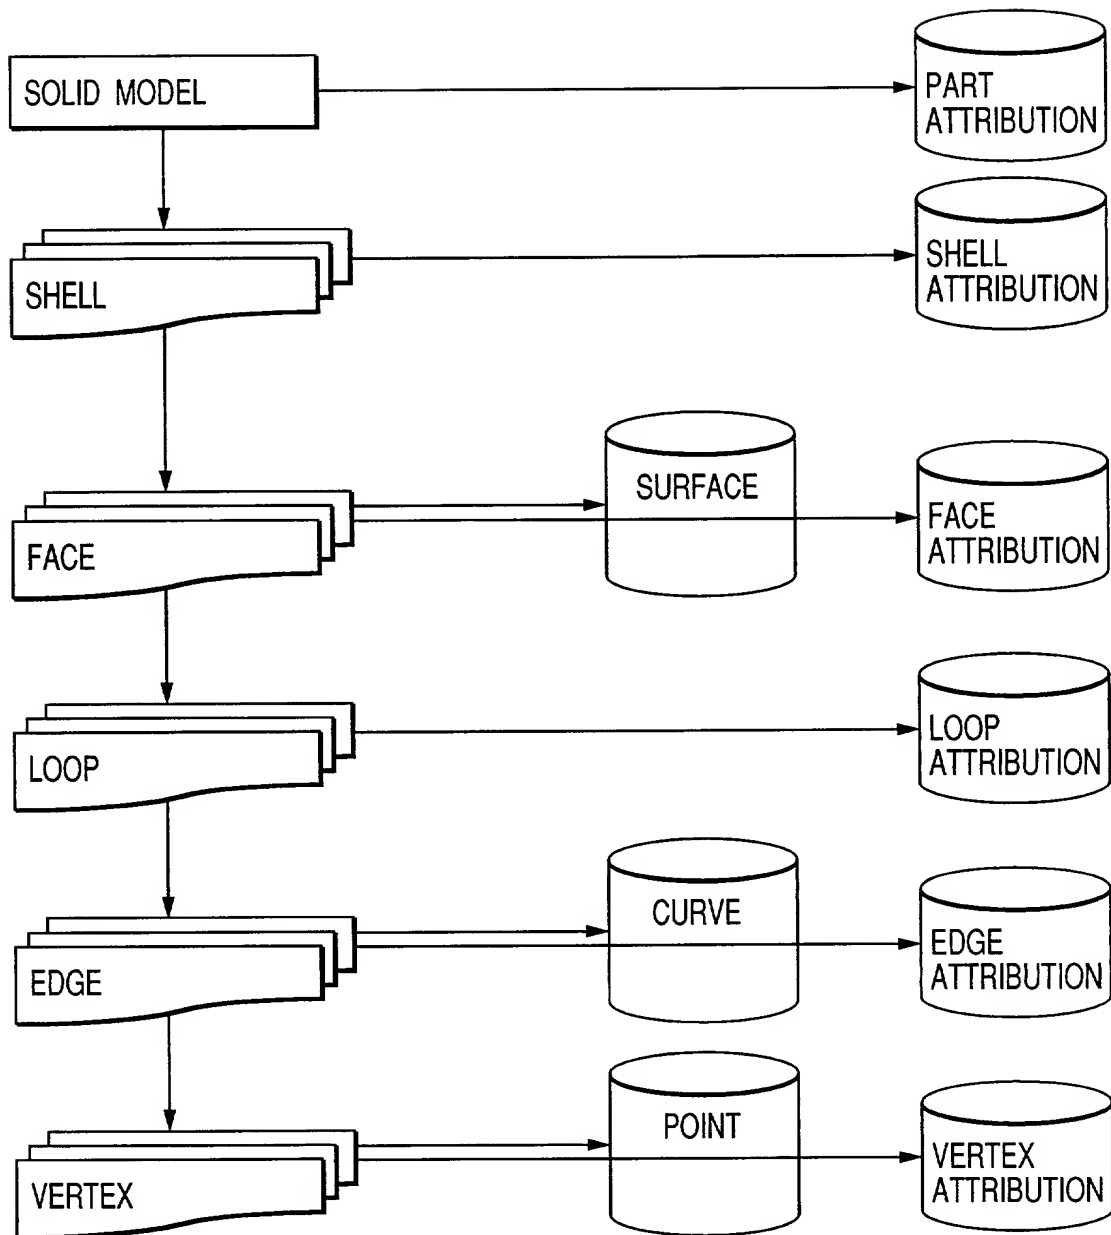 SOLID MODEL
PART
ATTRIBUTION
SHELL
SHELL
ATTRIBUTION
FACE
SURFACE
FACE
ATTRIBUTION
LOOP
LOOP
ATTRIBUTION
EDGE
CURVE
EDGE
ATTRIBUTION
VERTEX
POINT
VERTEX
ATTRIBUTION